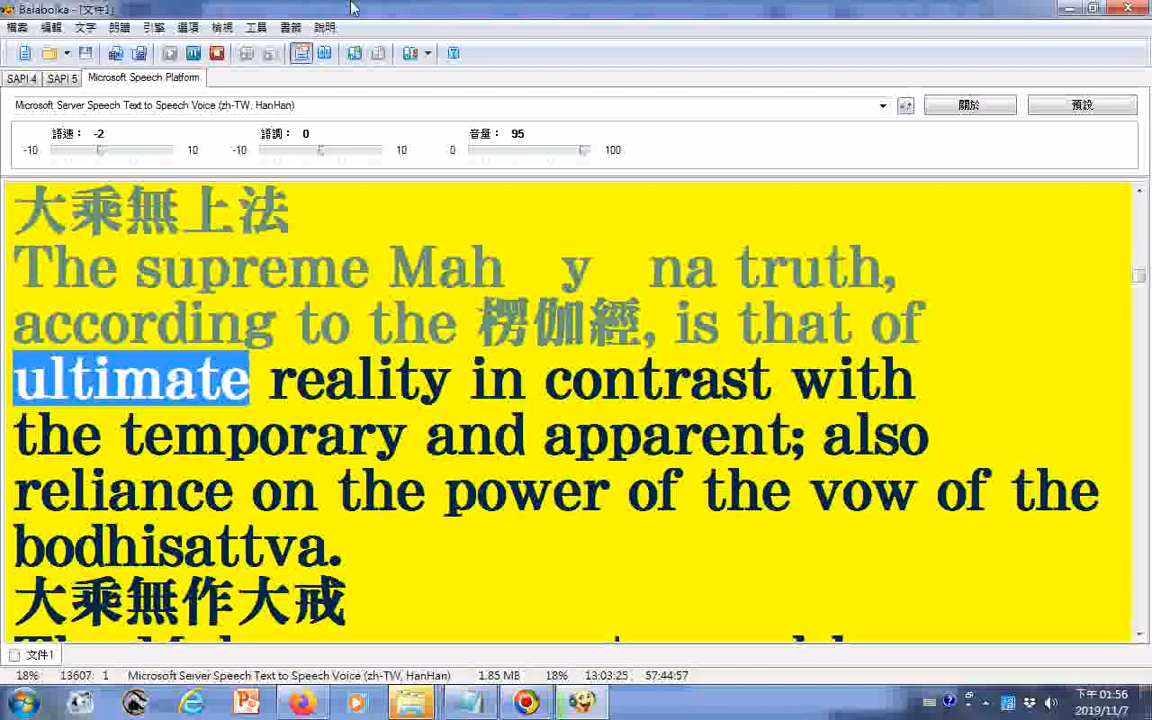 Balabolka - [文件1]
檔案 編輯 文字 朗讀 引擎 選項 檢視 工具 書籤 說明
SAPI 4 SAPI 5 Microsoft Speech Platform
Microsoft Server Speech Text to Speech Voice (zh-TW, HanHan) 關於 預設
語速： -2 語調： 0 音量： 95
-10 10 -10 10 0 100
大乘無上法
The supreme Mah y na truth,
according to the 楞伽經, is that of
ultimate reality in contrast with
the temporary and apparent; also
reliance on the power of the vow of the
bodhisattva.
大乘無作大戒
文件1
18% 13607: 1 Microsoft Server Speech Text to Speech Voice (zh-TW, HanHan) 1.85 MB 18% 13:03:25 57:44:57
下午 01:56
2019/11/7